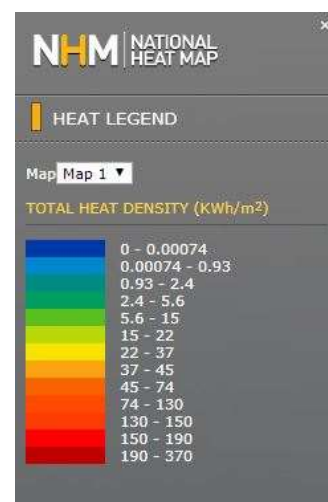 ×
NHM NATIONAL
HEAT MAP
HEAT LEGEND
Map Map 1 ▼
TOTAL HEAT DENSITY (KWh/m²)
0 - 0.00074
0.00074 - 0.93
0.93 - 2.4
2.4 - 5.6
5.6 - 15
15 - 22
22 - 37
37 - 45
45 - 74
74 - 130
130 - 150
150 - 190
190 - 370